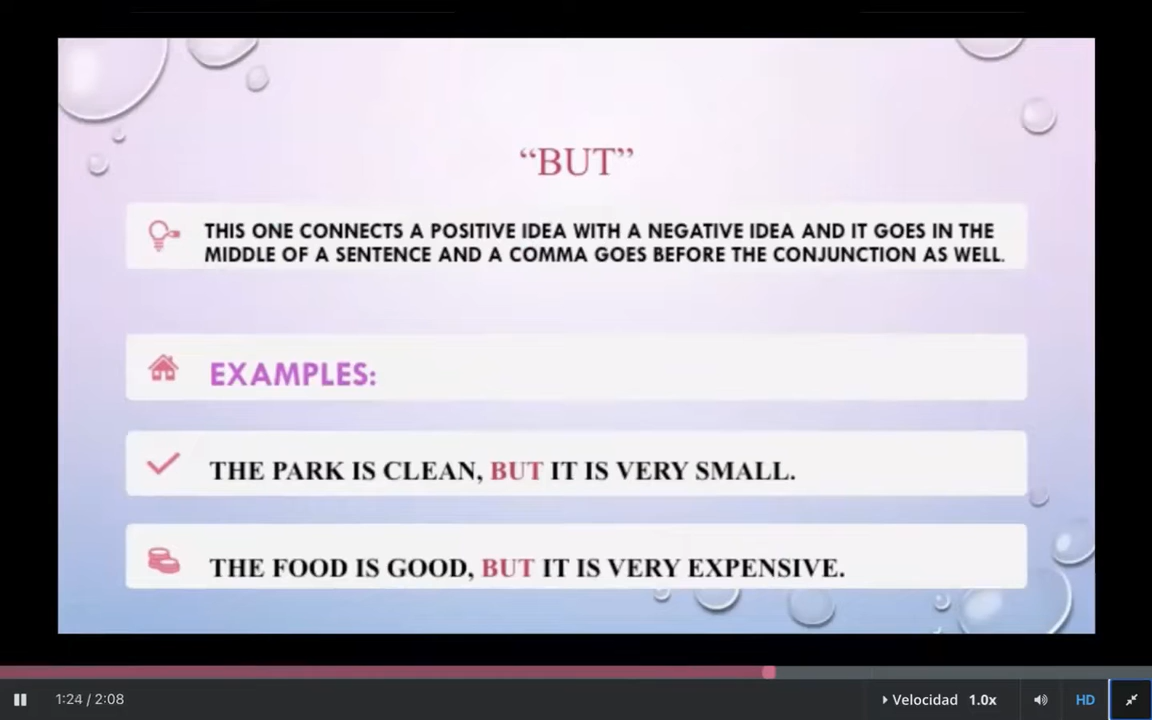 “BUT”
THIS ONE CONNECTS A POSITIVE IDEA WITH A NEGATIVE IDEA AND IT GOES IN THE
MIDDLE OF A SENTENCE AND A COMMA GOES BEFORE THE CONJUNCTION AS WELL.
EXAMPLES:
THE PARK IS CLEAN, BUT IT IS VERY SMALL.
THE FOOD IS GOOD, BUT IT IS VERY EXPENSIVE.
1:24 / 2:08 Velocidad 1.0x HD